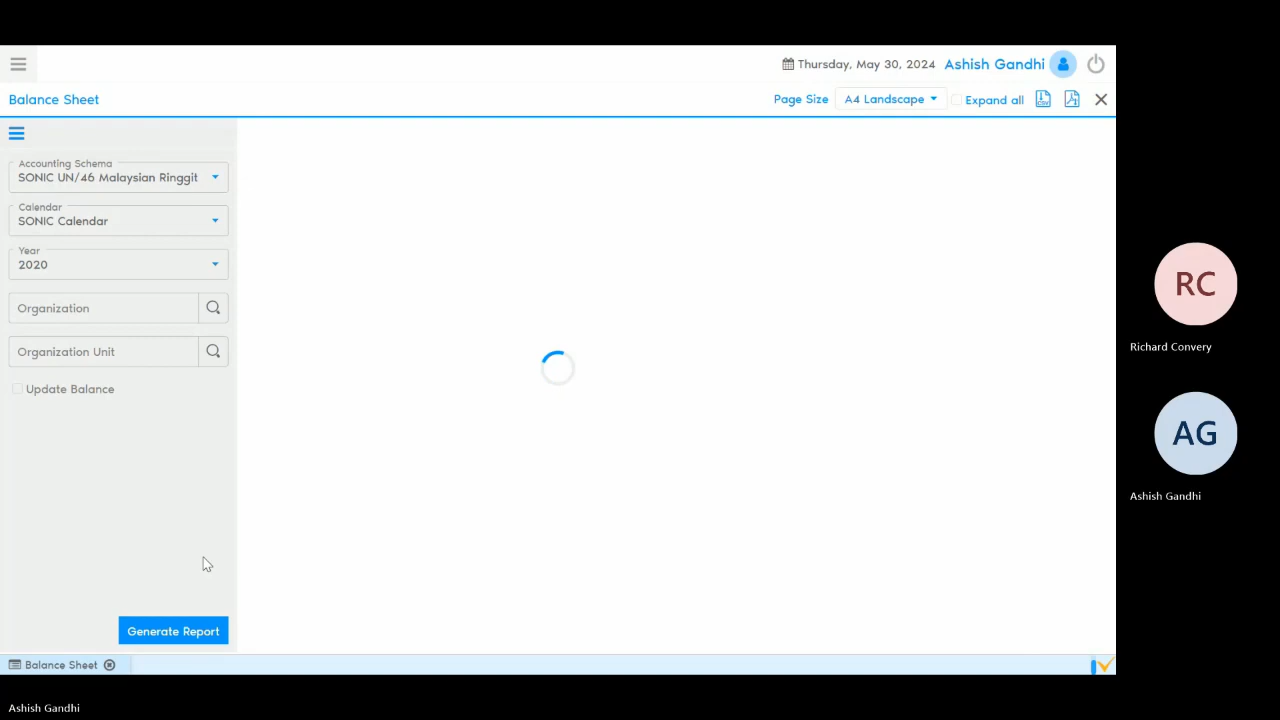 Thursday, May 30, 2024 Ashish Gandhi
Balance Sheet
Page Size A4 Landscape Expand all
Accounting Schema
SONIC UN/46 Malaysian Ringgit
Calendar
SONIC Calendar
Year
2020
Organization
Organization Unit
Update Balance
Generate Report
Balance Sheet
RC
Richard Convery
AG
Ashish Gandhi
Ashish Gandhi